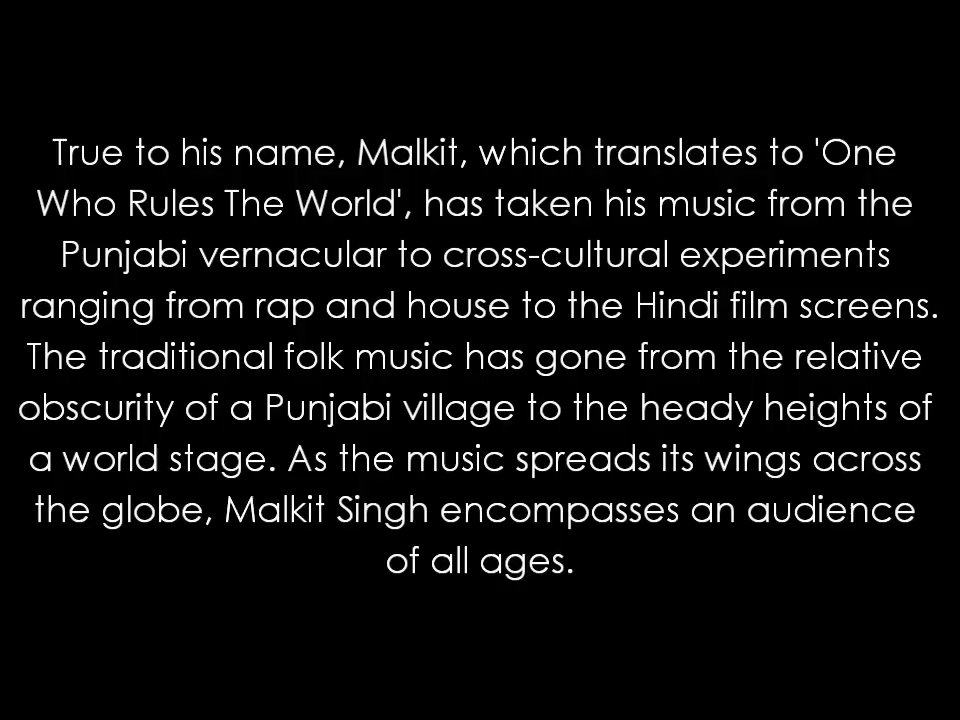 True to his name, Malkit, which translates to 'One
Who Rules The World', has taken his music from the
Punjabi vernacular to cross-cultural experiments
ranging from rap and house to the Hindi film screens.
The traditional folk music has gone from the relative
obscurity of a Punjabi village to the heady heights of
a world stage. As the music spreads its wings across
the globe, Malkit Singh encompasses an audience
of all ages.